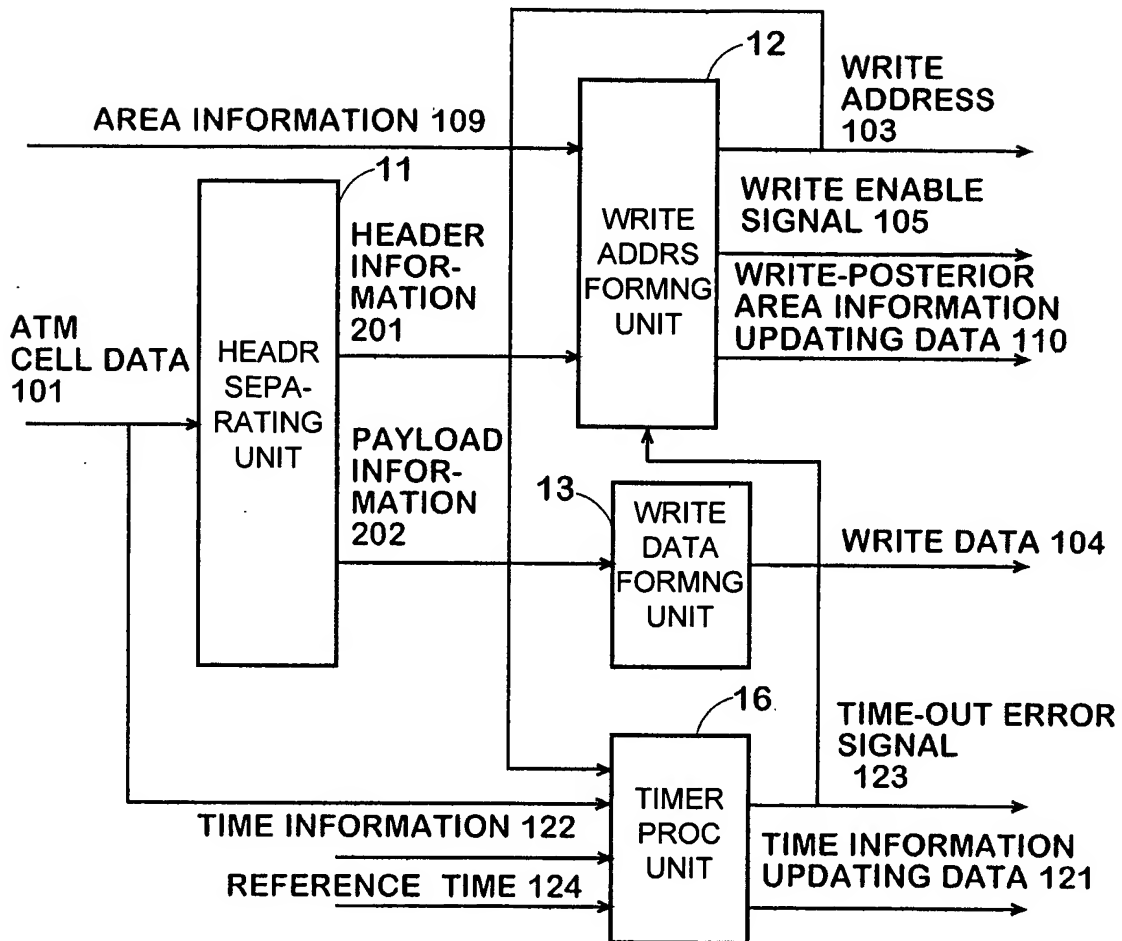 12
WRITE
ADDRESS
103
AREA INFORMATION 109
11
WRITE ENABLE
SIGNAL 105
WRITE
ADDRS
FORMNG
UNIT
HEADER
INFOR-
MATION
201
WRITE-POSTERIOR
AREA INFORMATION
UPDATING DATA 110
ATM
CELL DATA
101
HEADR
SEPA-
RATING
UNIT
PAYLOAD
INFOR-
MATION
202
13
WRITE
DATA
FORMNG
UNIT
WRITE DATA 104
16
TIME-OUT ERROR
SIGNAL
123
TIMER
PROC
UNIT
TIME INFORMATION 122
REFERENCE TIME 124
TIME INFORMATION
UPDATING DATA 121